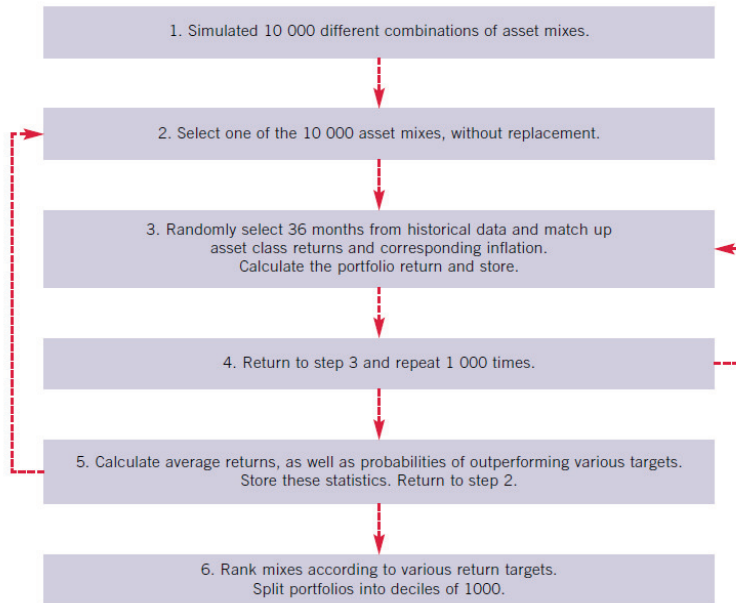 1. Simulated 10 000 different combinations of asset mixes.
2. Select one of the 10 000 asset mixes, without replacement.
3. Randomly select 36 months from historical data and match up
asset class returns and corresponding inflation.
Calculate the portfolio return and store.
4. Return to step 3 and repeat 1 000 times.
5. Calculate average returns, as well as probabilities of outperforming various targets.
Store these statistics. Return to step 2.
6. Rank mixes according to various return targets.
Split portfolios into deciles of 1000.